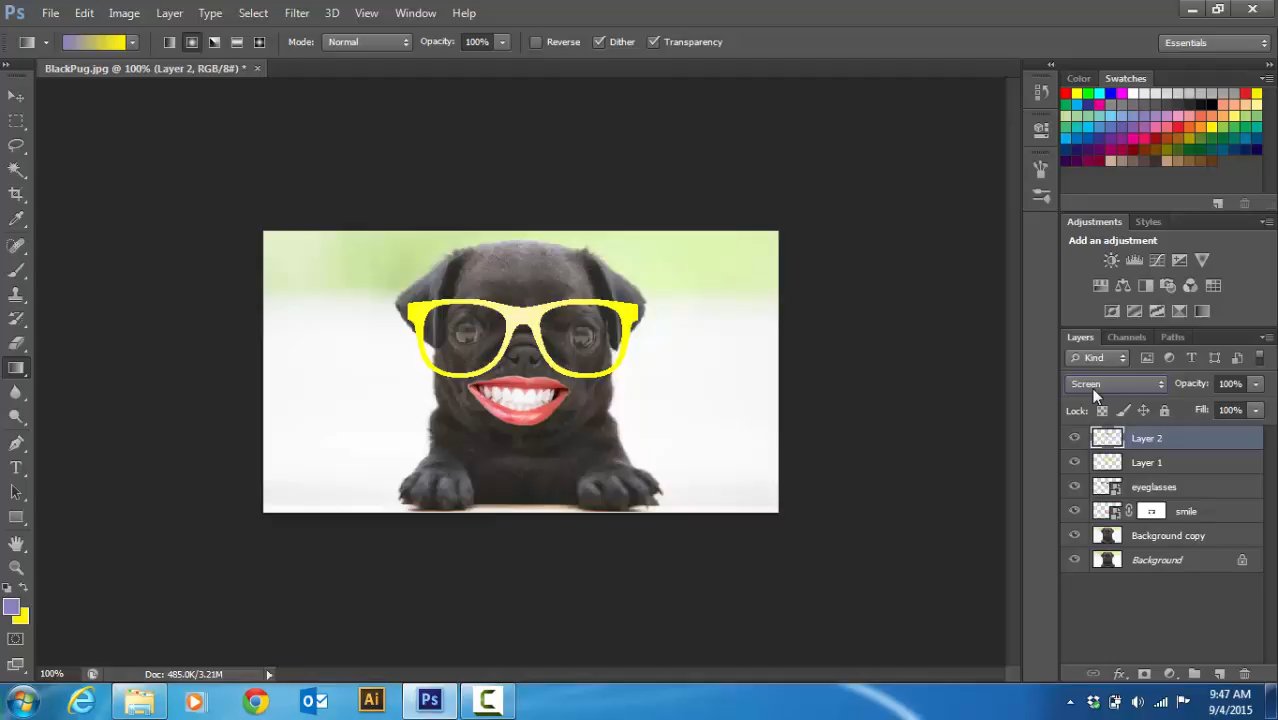 Ps File Edit Image Layer Type Select Filter 3D View Window Help
Mode: Normal Opacity: 100% Reverse Dither Transparency Essentials
BlackPug.jpg @ 100% (Layer 2, RGB/8#) * ×
Color Swatches
Adjustments Styles
Add an adjustment
Layers Channels Paths
Kind
Screen Opacity: 100%
Lock: Fill: 100%
Layer 2
Layer 1
eyeglasses
smile
Background copy
Background
100% Doc: 485.0K/3.21M
Ai Ps C
9:47 AM
9/4/2015